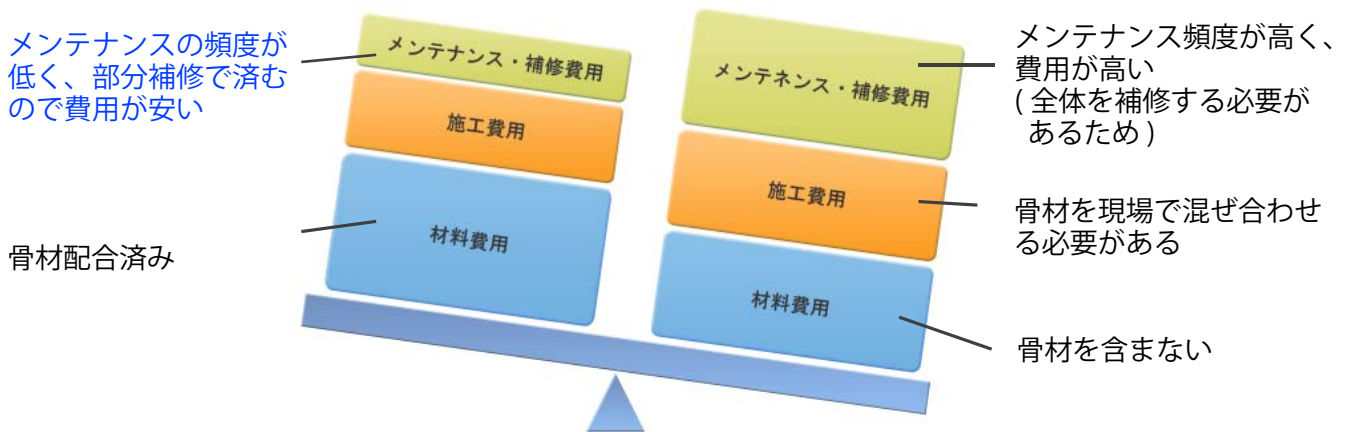 メンテナンスの頻度が
低く、部分補修で済む
ので費用が安い
骨材配合済み
メンテナンス・補修費用
施工費用
材料費用
メンテネンス・補修費用
施工費用
材料費用
メンテナンス頻度が高く、
費用が高い
( 全体を補修する必要が
あるため )
骨材を現場で混ぜ合わせ
る必要がある
骨材を含まない